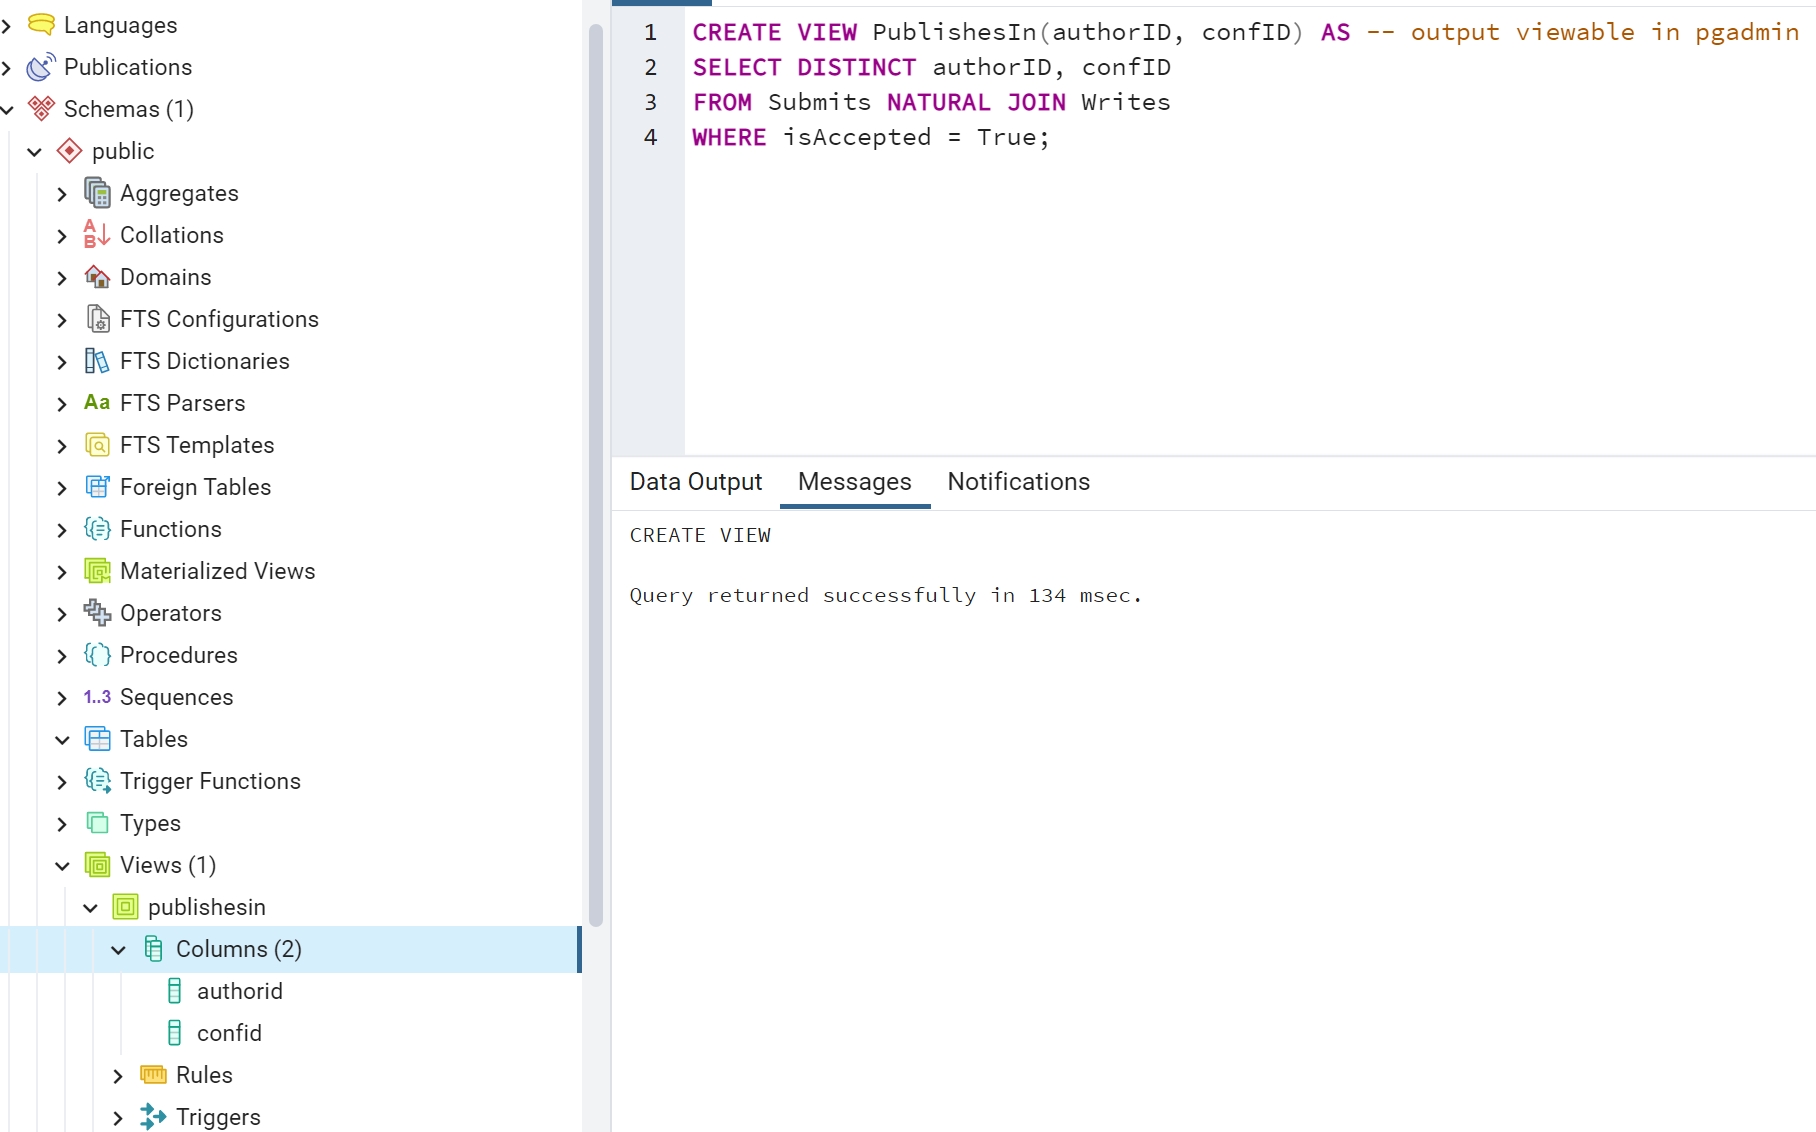 Languages
Publications
Schemas (1)
public
Aggregates
Collations
Domains
FTS Configurations
FTS Dictionaries
Aa FTS Parsers
FTS Templates
Foreign Tables
Functions
Materialized Views
Operators
Procedures
1..3 Sequences
Tables
Trigger Functions
Types
Views (1)
publishesin
Columns (2)
authorid
confid
Rules
Triggers
1 CREATE VIEW PublishesIn(authorID, confID) AS -- output viewable in pgadmin
2 SELECT DISTINCT authorID, confID
3 FROM Submits NATURAL JOIN Writes
4 WHERE isAccepted = True;
Data Output Messages Notifications
CREATE VIEW
Query returned successfully in 134 msec.